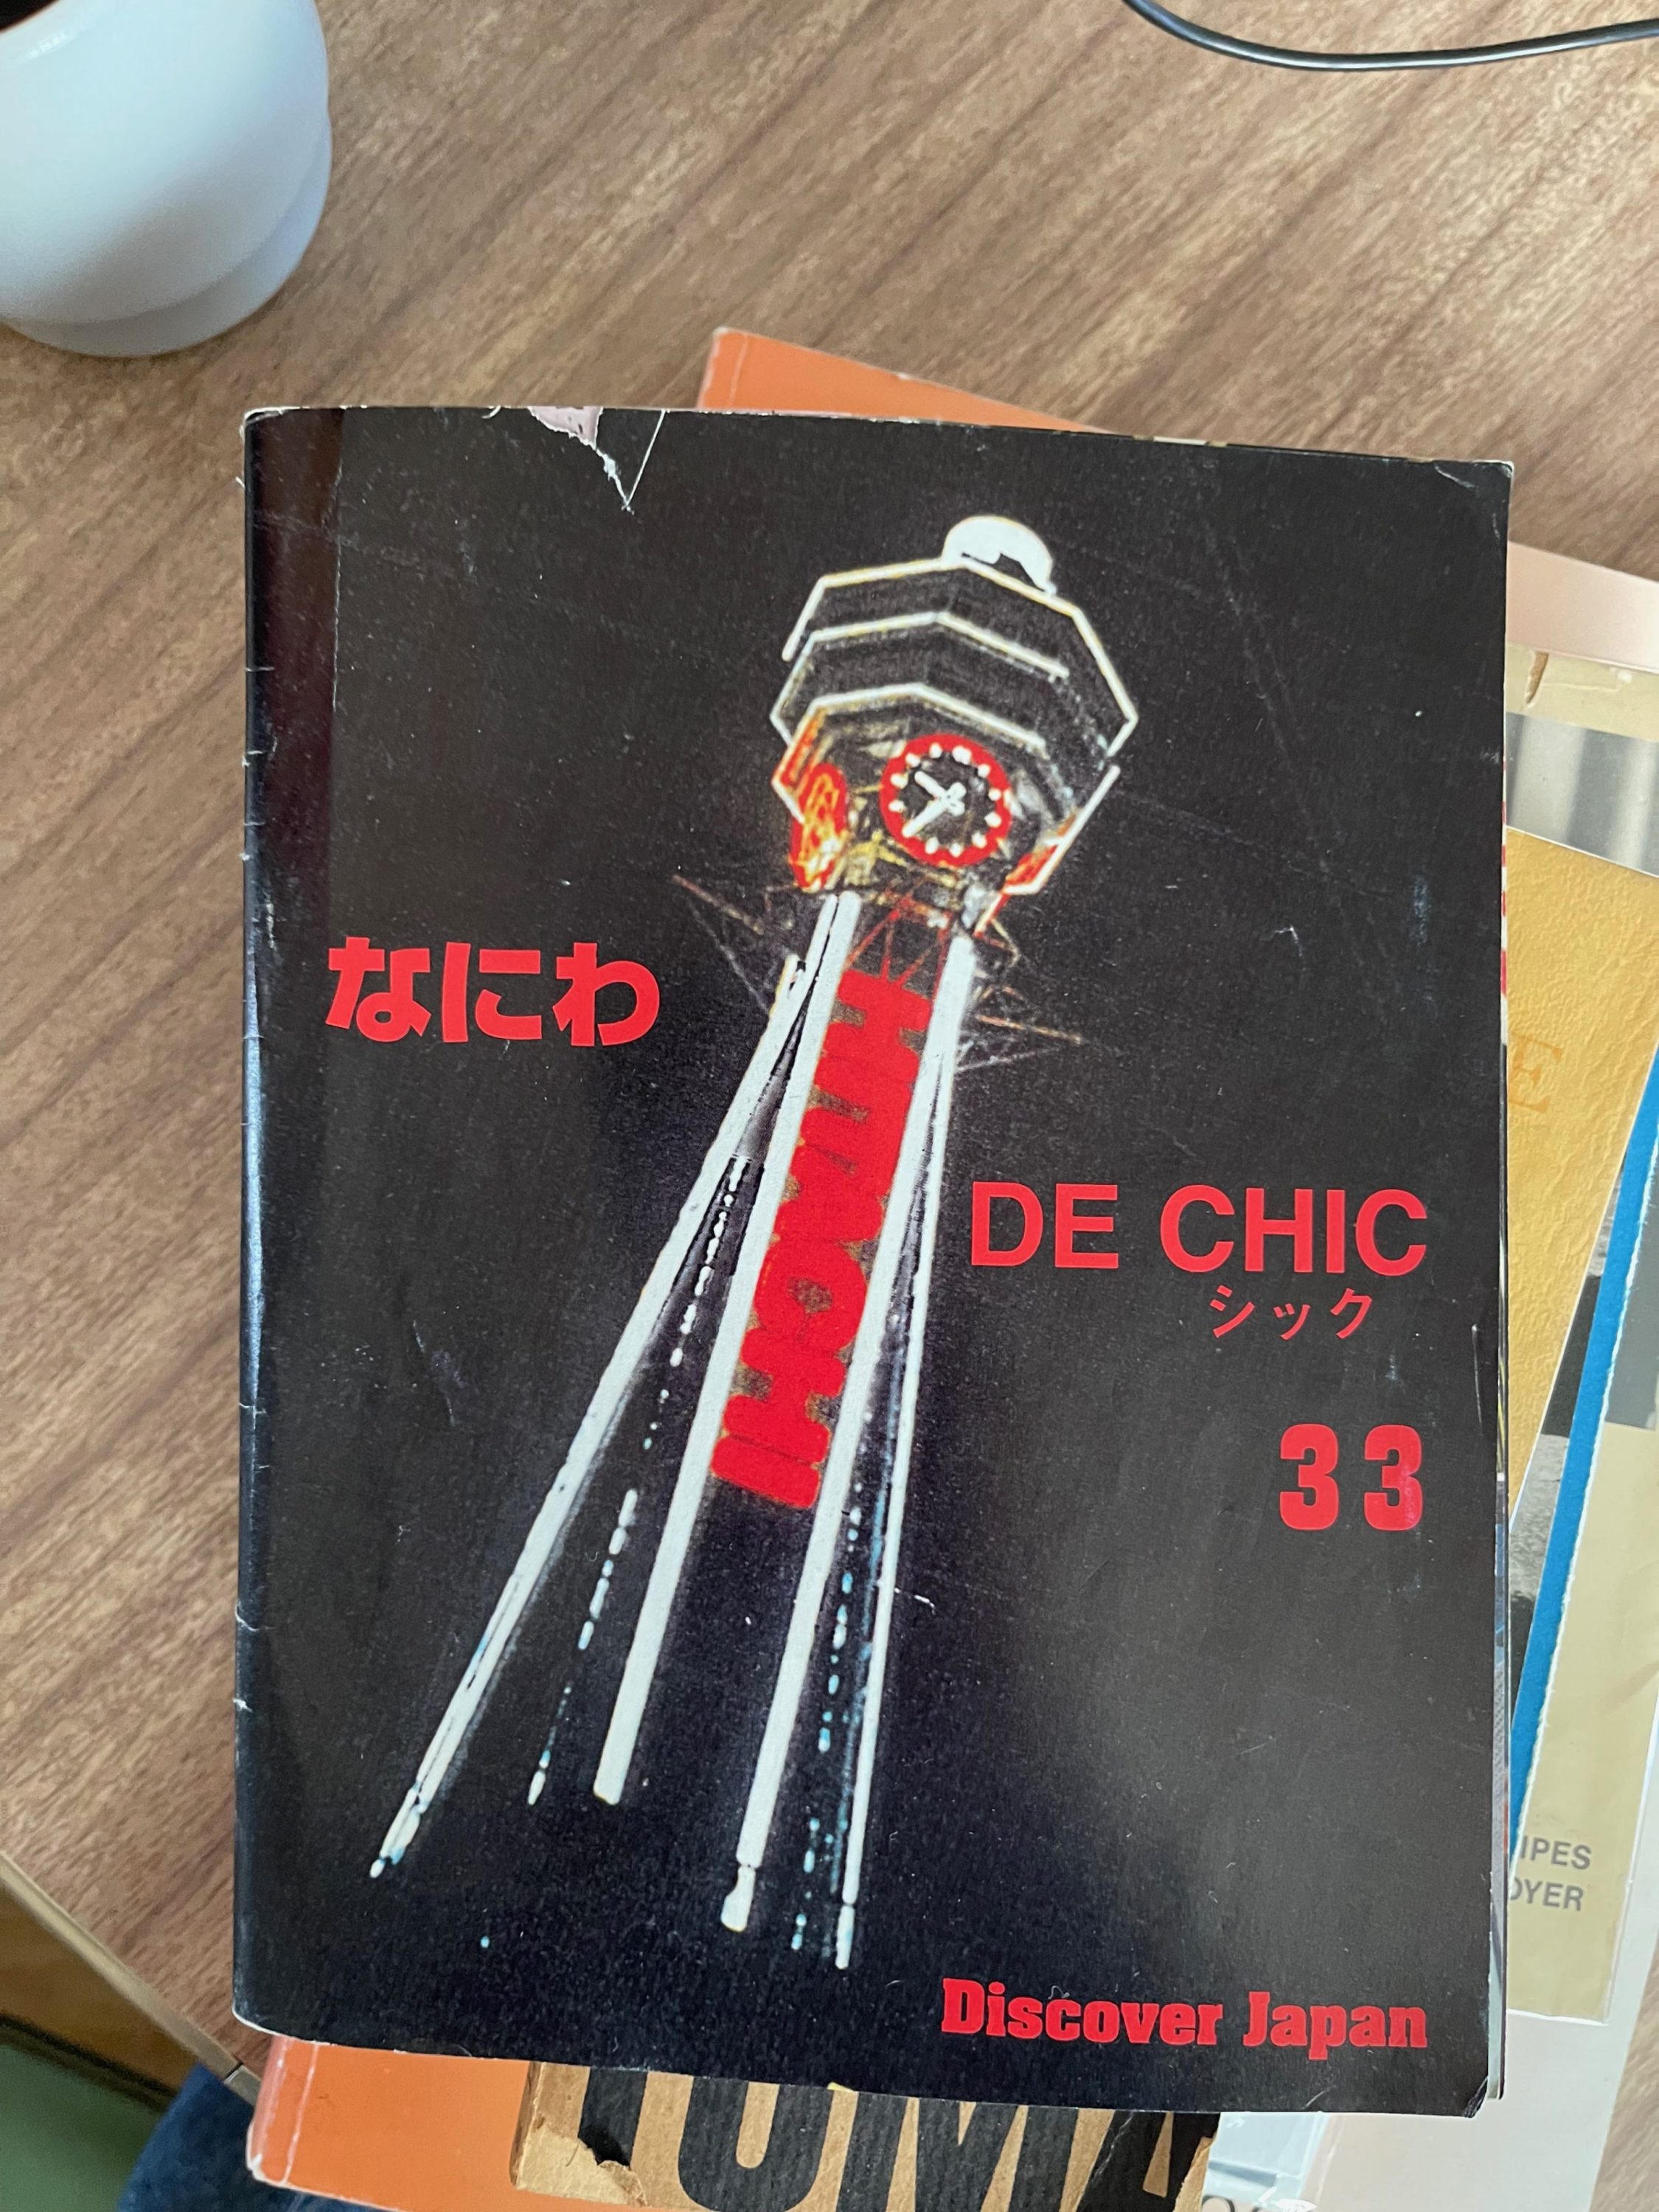 なにわ
HITACHI
DE CHIC
シック
33
Discover Japan
IPES
OYER